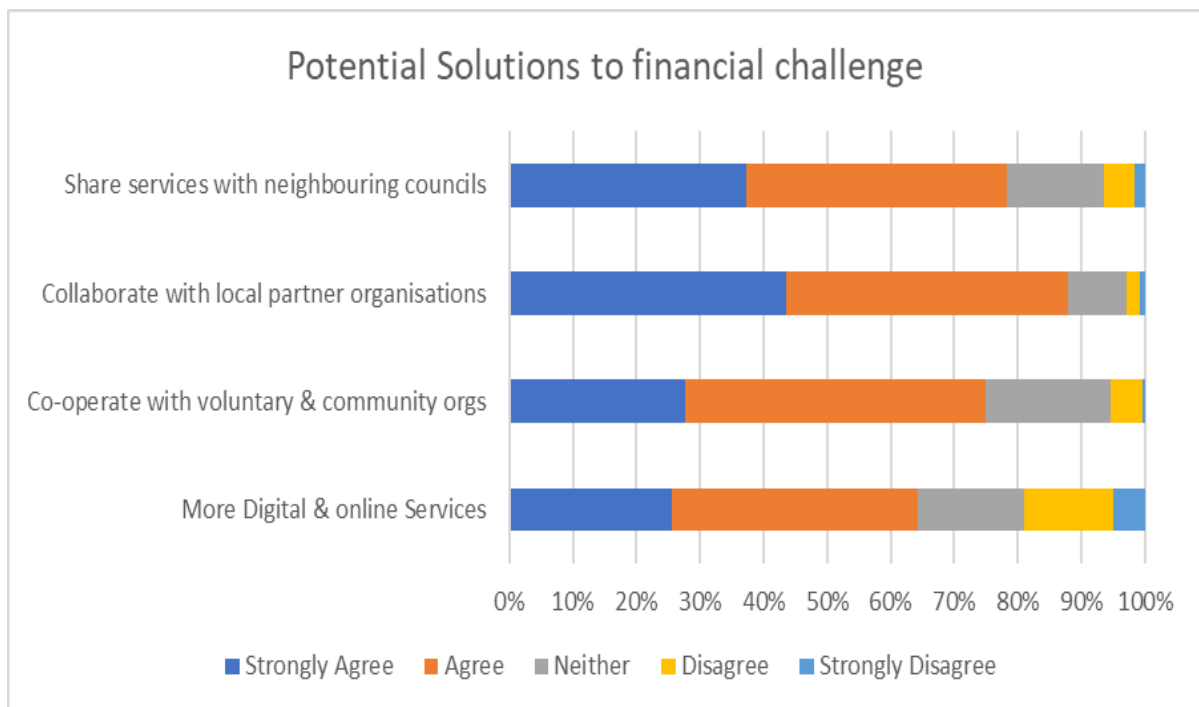 Potential Solutions to financial challenge
Share services with neighbouring councils
Collaborate with local partner organisations
Co-operate with voluntary & community orgs
More Digital & online Services
0% 10% 20% 30% 40% 50% 60% 70% 80% 90% 100%
Strongly Agree Agree Neither Disagree Strongly Disagree